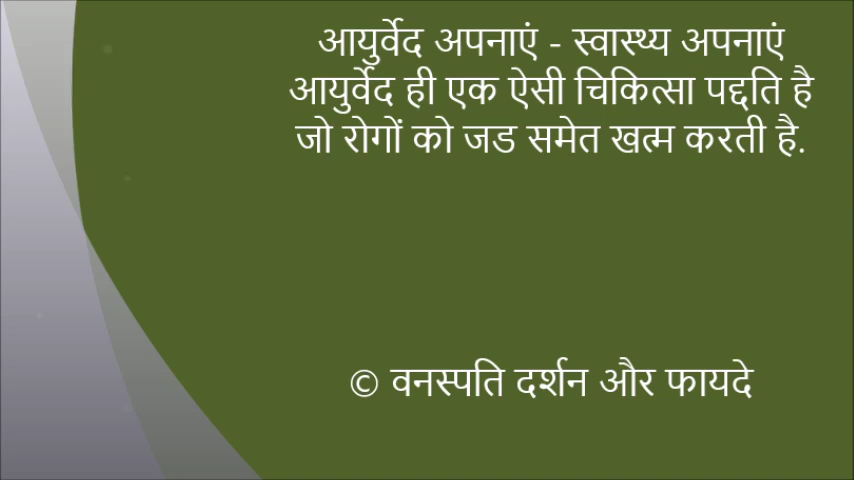 आयुर्वेद अपनाएं - स्वास्थ्य अपनाएं
आयुर्वेद ही एक ऐसी चिकित्सा पद्दति है
जो रोगों को जड समेत खत्म करती है.
© वनस्पति दर्शन और फायदे